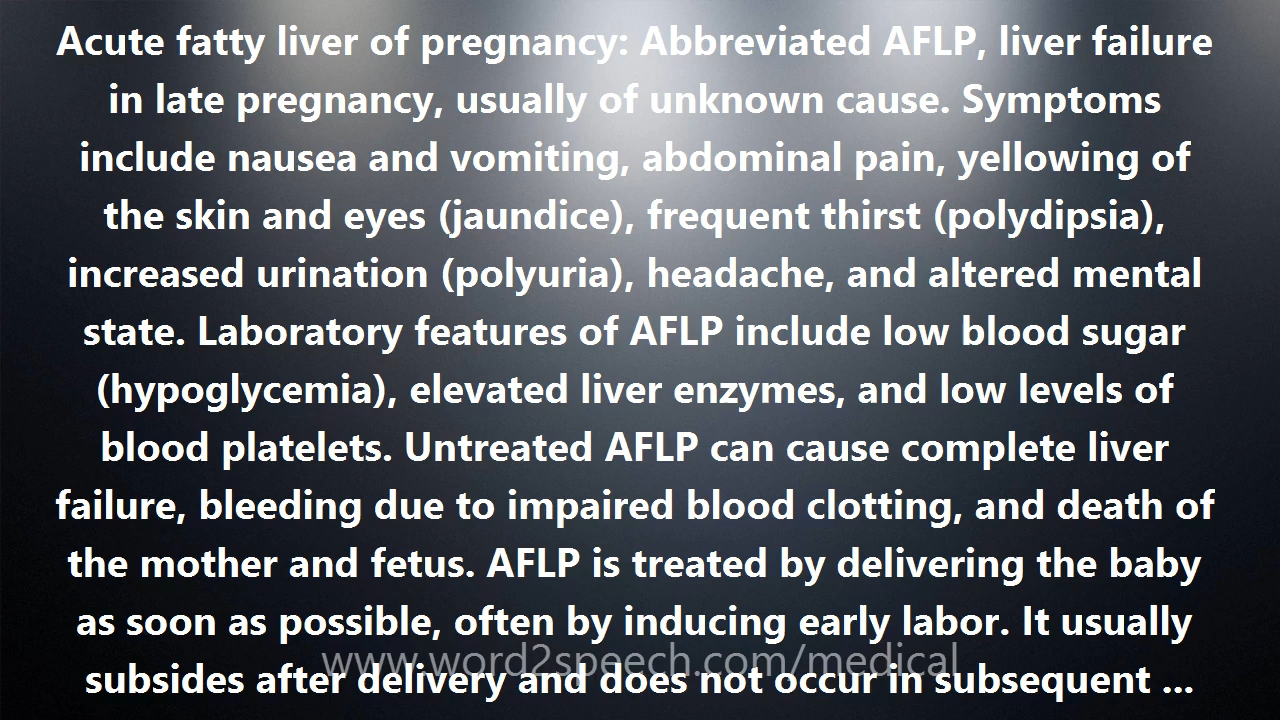 Acute fatty liver of pregnancy: Abbreviated AFLP, liver failure
in late pregnancy, usually of unknown cause. Symptoms
include nausea and vomiting, abdominal pain, yellowing of
the skin and eyes (jaundice), frequent thirst (polydipsia),
increased urination (polyuria), headache, and altered mental
state. Laboratory features of AFLP include low blood sugar
(hypoglycemia), elevated liver enzymes, and low levels of
blood platelets. Untreated AFLP can cause complete liver
failure, bleeding due to impaired blood clotting, and death of
the mother and fetus. AFLP is treated by delivering the baby
as soon as possible, often by inducing early labor. It usually
www.word2speech.com/medical
subsides after delivery and does not occur in subsequent ...